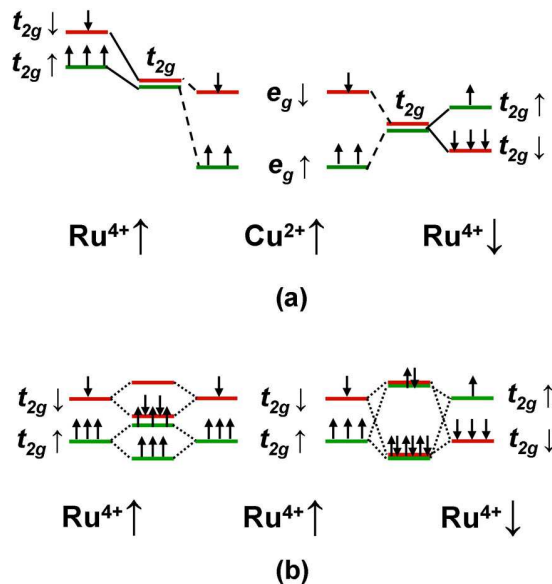 t2g↓ t2g eg↓ t2g t2g↑
t2g↑ eg↑ t2g↓
Ru4+↑ Cu2+↑ Ru4+↓
(a)
t2g↓ t2g↓ t2g↑
t2g↑ t2g↑ t2g↓
Ru4+↑ Ru4+↑ Ru4+↓
(b)